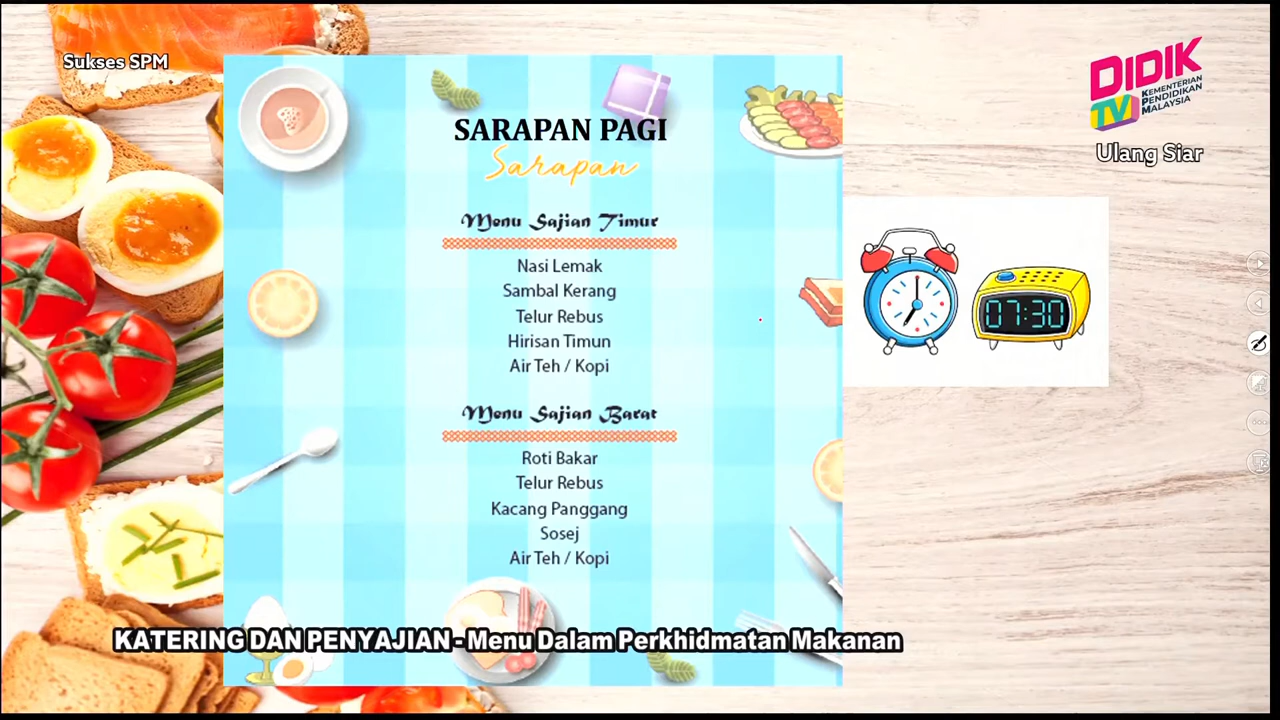 Sukses SPM
DIDIK
TV
KEMENTERIAN
PENDIDIKAN
MALAYSIA
Ulang Siar
SARAPAN PAGI
Sarapan
Menu Sajian Timur
Nasi Lemak
Sambal Kerang
Telur Rebus
Hirisan Timun
Air Teh / Kopi
07:30
Menu Sajian Barat
Roti Bakar
Telur Rebus
Kacang Panggang
Sosej
Air Teh / Kopi
KATERING DAN PENYAJIAN - Menu Dalam Perkhidmatan Makanan